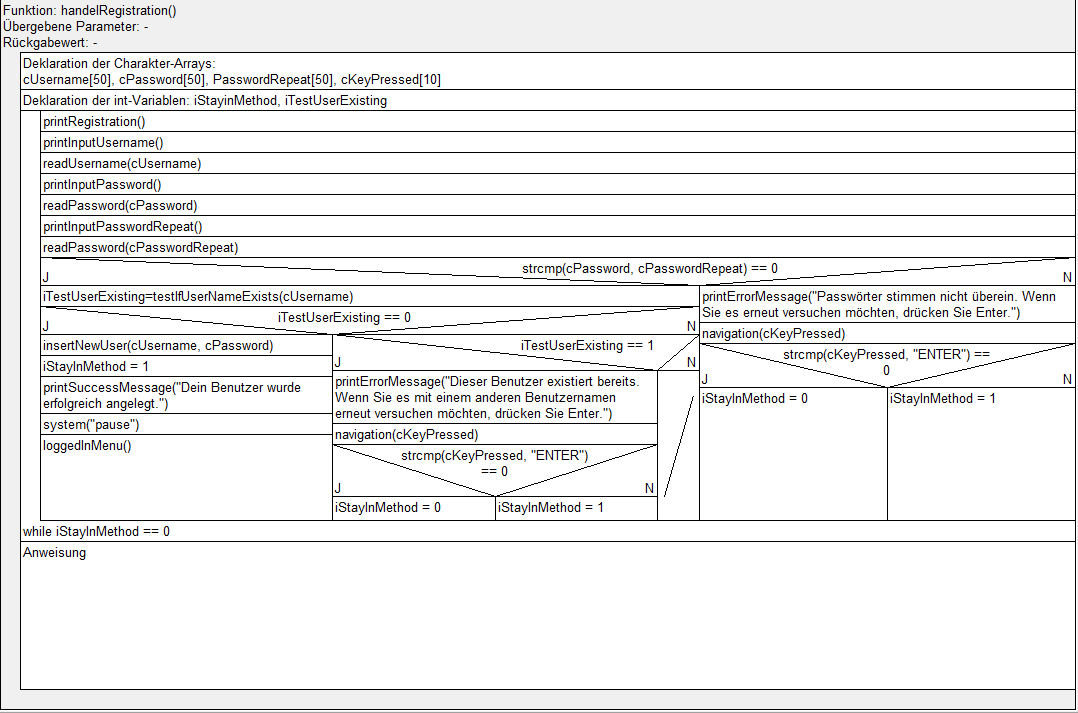 Funktion: handelRegistration()
Übergebene Parameter: -
Rückgabewert: -
Deklaration der Charakter-Arrays:
cUsername[50], cPassword[50], PasswordRepeat[50], cKeyPressed[10]
Deklaration der int-Variablen: iStayinMethod, iTestUserExisting
printRegistration()
printInputUsername()
readUsername(cUsername)
printInputPassword()
readPassword(cPassword)
printInputPasswordRepeat()
readPassword(cPasswordRepeat)
strcmp(cPassword, cPasswordRepeat) == 0
J
N
iTestUserExisting=testIfUserNameExists(cUsername)
iTestUserExisting == 0
J
N
insertNewUser(cUsername, cPassword)
iStayInMethod = 1
printSuccessMessage("Dein Benutzer wurde
erfolgreich angelegt.")
system("pause")
loggedInMenu()
iTestUserExisting == 1
J
N
printErrorMessage("Dieser Benutzer existiert bereits.
Wenn Sie es mit einem anderen Benutzernamen
erneut versuchen möchten, drücken Sie Enter.")
navigation(cKeyPressed)
strcmp(cKeyPressed, "ENTER")
== 0
J
N
iStayInMethod = 0
iStayInMethod = 1
printErrorMessage("Passwörter stimmen nicht überein. Wenn
Sie es erneut versuchen möchten, drücken Sie Enter.")
navigation(cKeyPressed)
strcmp(cKeyPressed, "ENTER") ==
0
J
N
iStayInMethod = 0
iStayInMethod = 1
while iStayInMethod == 0
Anweisung